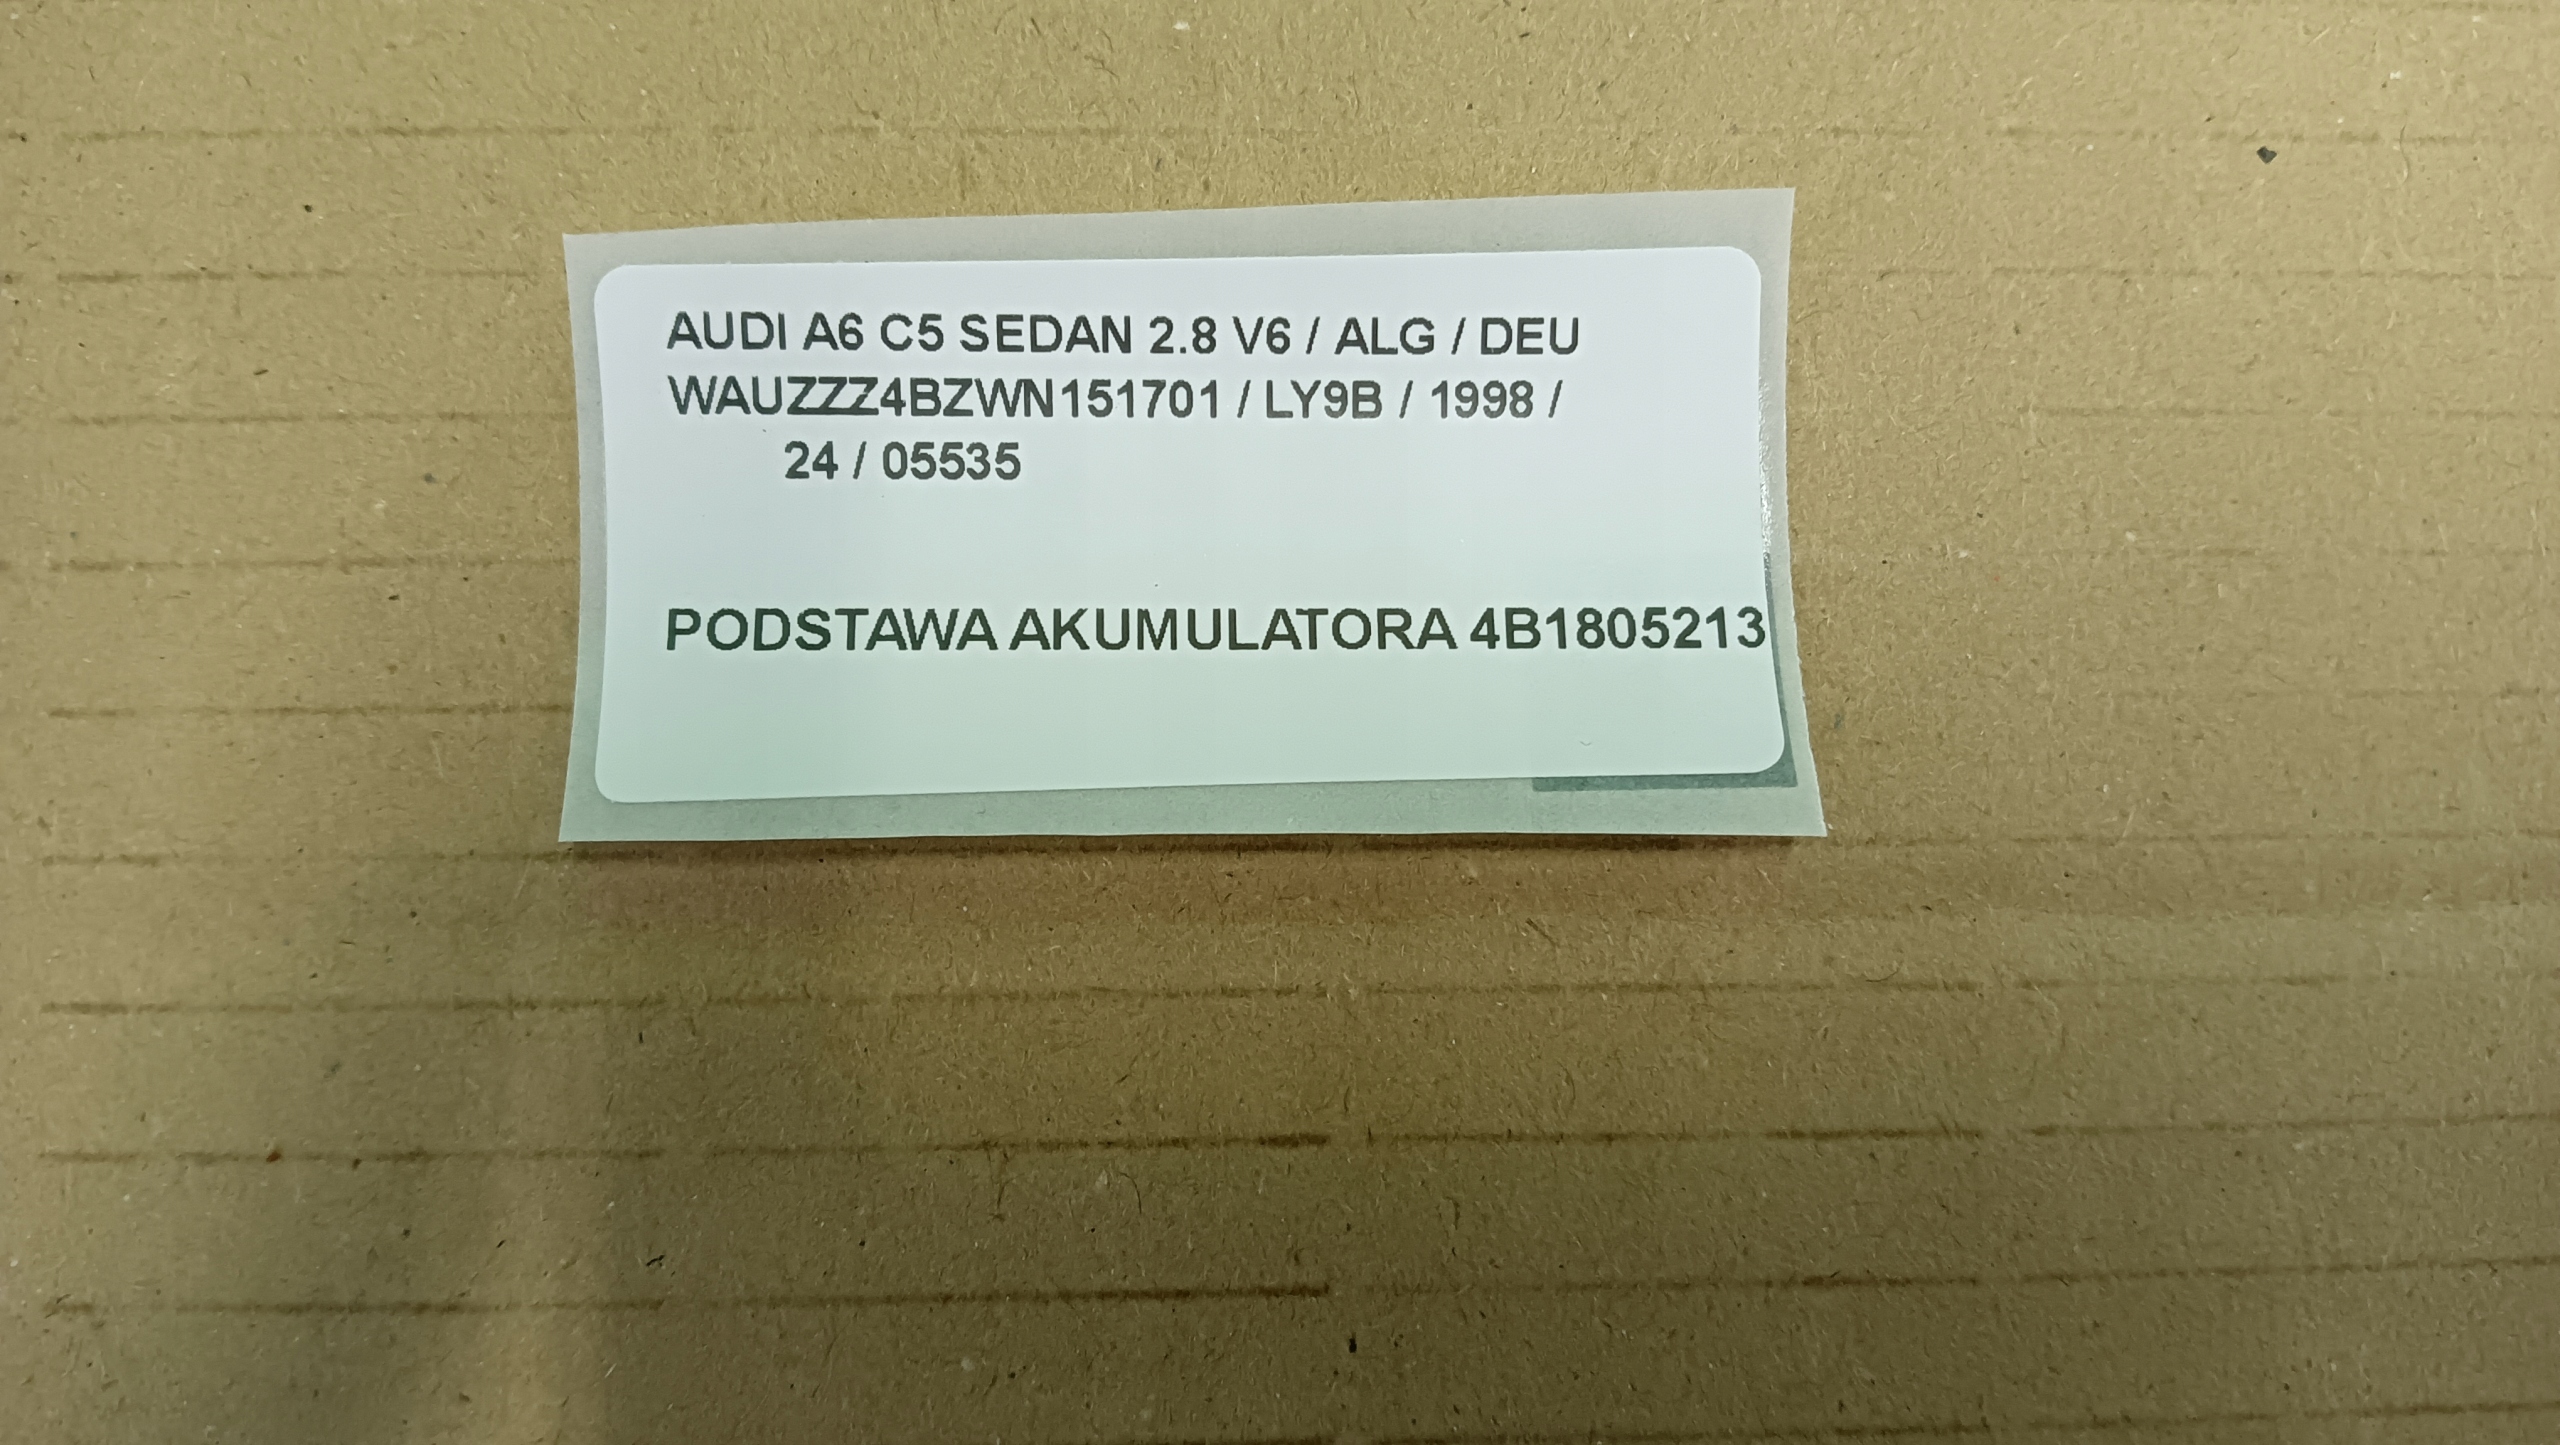 AUDI A6 C5 SEDAN 2.8 V6 / ALG / DEU
WAUZZZ4BZWN151701 / LY9B / 1998 /
24 / 05535
PODSTAWA AKUMULATORA 4B1805213